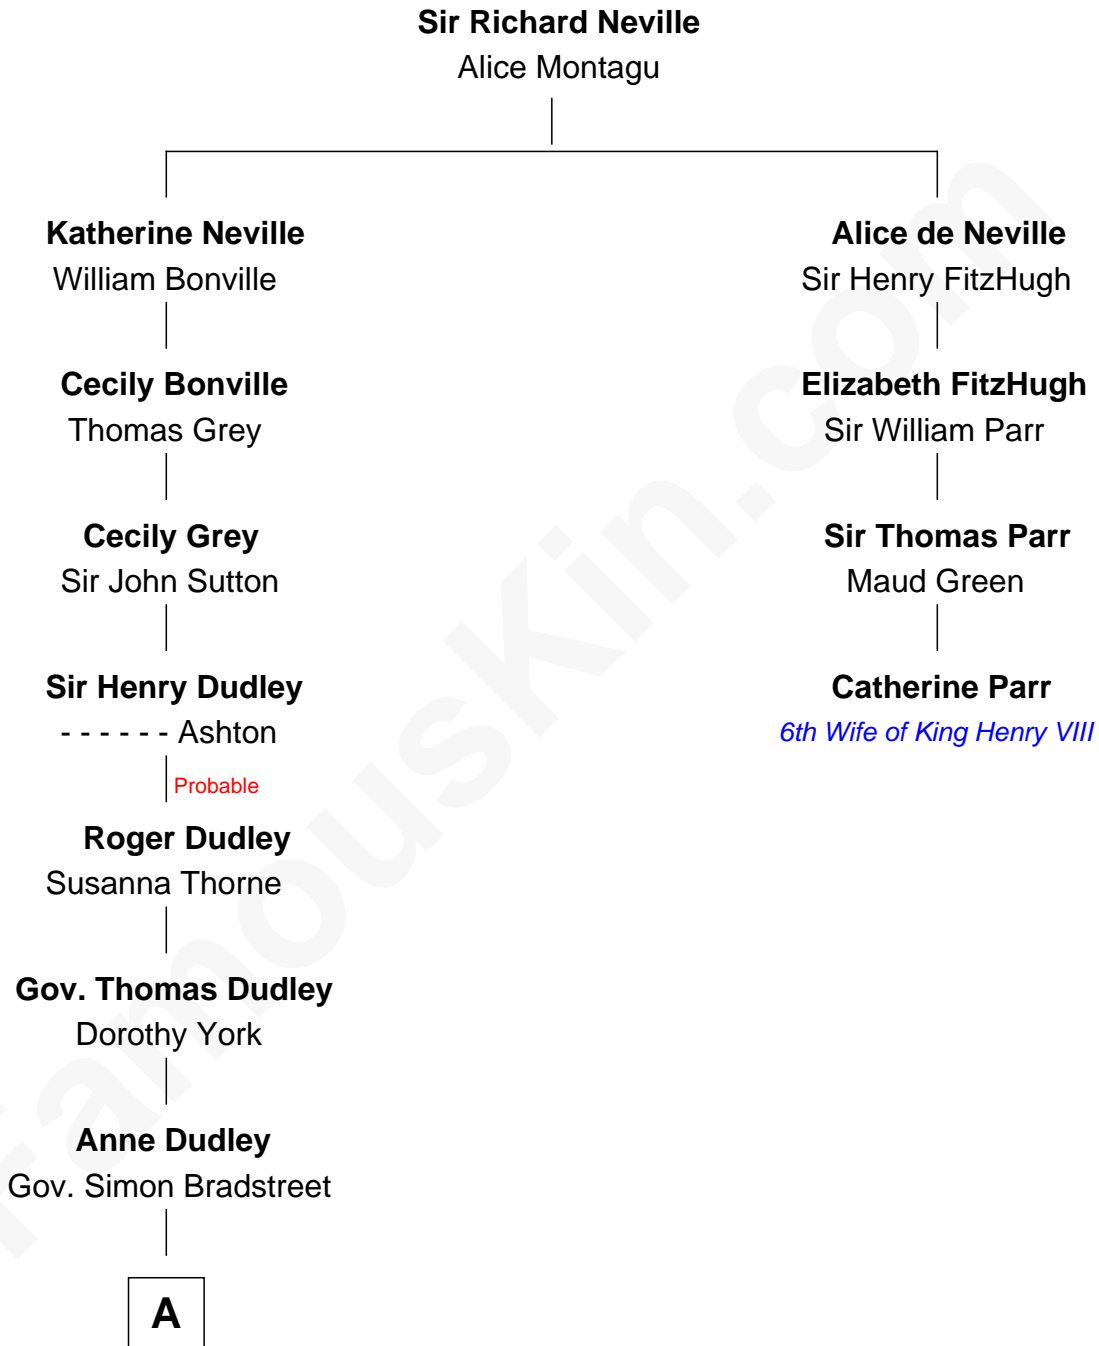 Sir Richard Neville
Alice Montagu
Katherine Neville
William Bonville
Alice de Neville
Sir Henry FitzHugh
Cecily Bonville
Thomas Grey
Elizabeth FitzHugh
Sir William Parr
Cecily Grey
Sir John Sutton
Sir Thomas Parr
Maud Green
Sir Henry Dudley
- - - - - - Ashton
Catherine Parr
6th Wife of King Henry VIII
Probable
Roger Dudley
Susanna Thorne
Gov. Thomas Dudley
Dorothy York
Anne Dudley
Gov. Simon Bradstreet
A
FamousKin.com